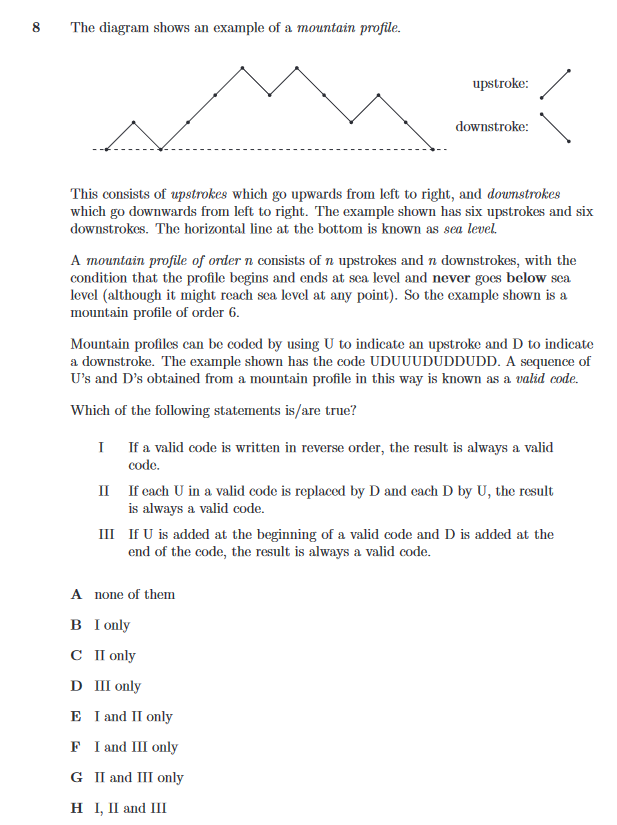 8 The diagram shows an example of a mountain profile.
upstroke:
downstroke:
This consists of upstrokes which go upwards from left to right, and downstrokes
which go downwards from left to right. The example shown has six upstrokes and six
downstrokes. The horizontal line at the bottom is known as sea level.
A mountain profile of order n consists of n upstrokes and n downstrokes, with the
condition that the profile begins and ends at sea level and never goes below sea
level (although it might reach sea level at any point). So the example shown is a
mountain profile of order 6.
Mountain profiles can be coded by using U to indicate an upstroke and D to indicate
a downstroke. The example shown has the code UDUUUDUDDUDD. A sequence of
U's and D's obtained from a mountain profile in this way is known as a valid code.
Which of the following statements is/are true?
I If a valid code is written in reverse order, the result is always a valid
code.
II If each U in a valid code is replaced by D and each D by U, the result
is always a valid code.
III If U is added at the beginning of a valid code and D is added at the
end of the code, the result is always a valid code.
A none of them
B I only
C II only
D III only
E I and II only
F I and III only
G II and III only
H I, II and III